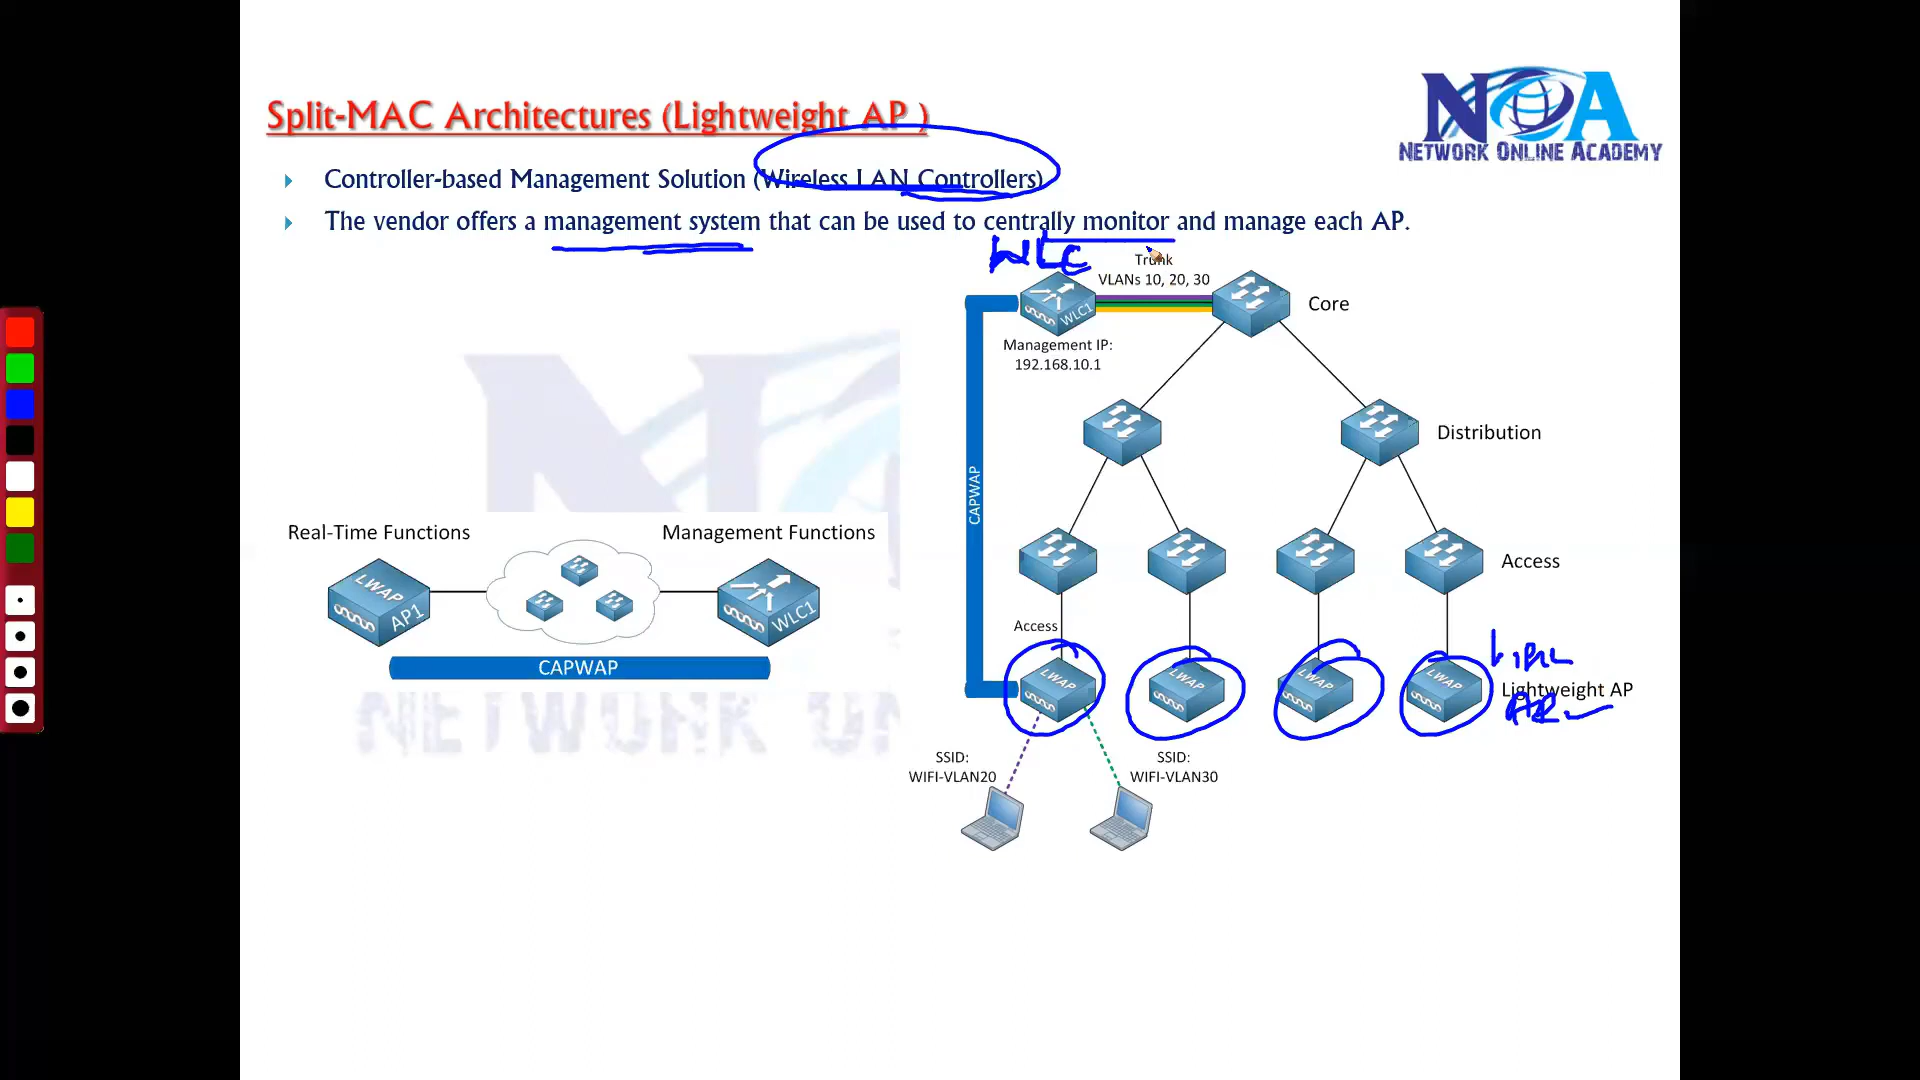 Split-MAC Architectures (Lightweight AP )
NOA
NETWORK ONLINE ACADEMY
Controller-based Management Solution (Wireless LAN Controllers)
The vendor offers a management system that can be used to centrally monitor and manage each AP.
WLC
Trunk
VLANs 10, 20, 30
WLC1
Core
Management IP:
192.168.10.1
Distribution
CAPWAP
Real-Time Functions
Management Functions
LWAP
AP1
WLC1
CAPWAP
Access
Access
LWAP
LWAP
LWAP
LWAP
Lightweight AP
SSID:
WIFI-VLAN20
SSID:
WIFI-VLAN30
NETWORK ON